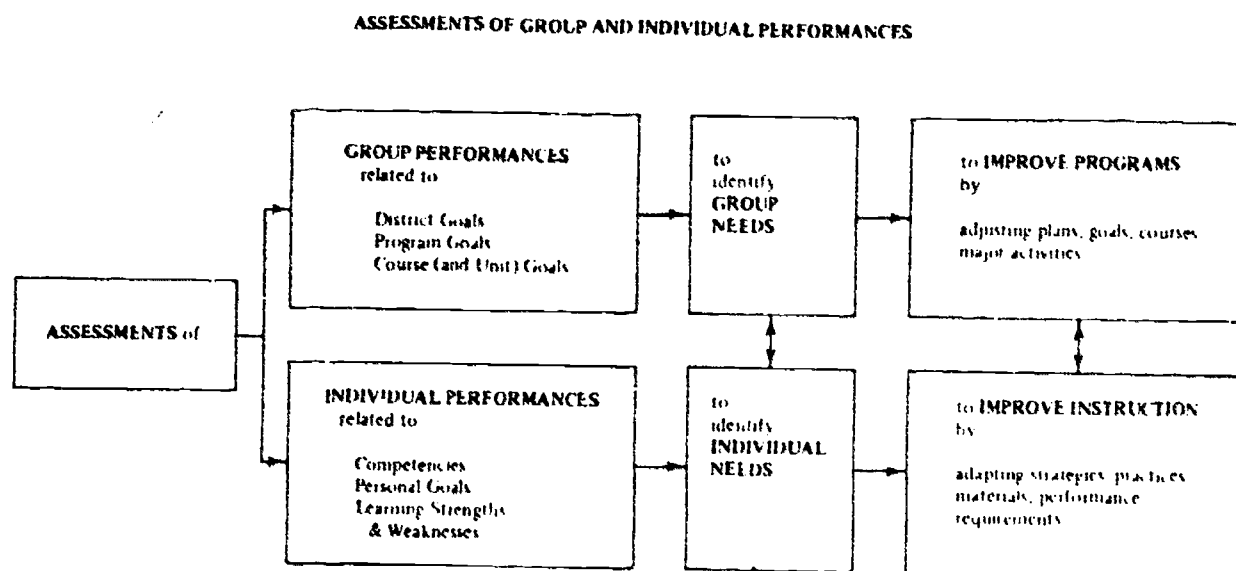 ASSESSMENTS OF GROUP AND INDIVIDUAL PERFORMANCES
ASSESSMENTS of
GROUP PERFORMANCES
related to
District Goals
Program Goals
Course (and Unit) Goals
to
identify
GROUP
NEEDS
to IMPROVE PROGRAMS
by
adjusting plans, goals, courses
major activities
INDIVIDUAL PERFORMANCES
related to
Competencies
Personal Goals
Learning Strengths
& Weaknesses
to
identify
INDIVIDUAL
NEEDS
to IMPROVE INSTRUCTION
by
adapting strategies, practices
materials, performance
requirements